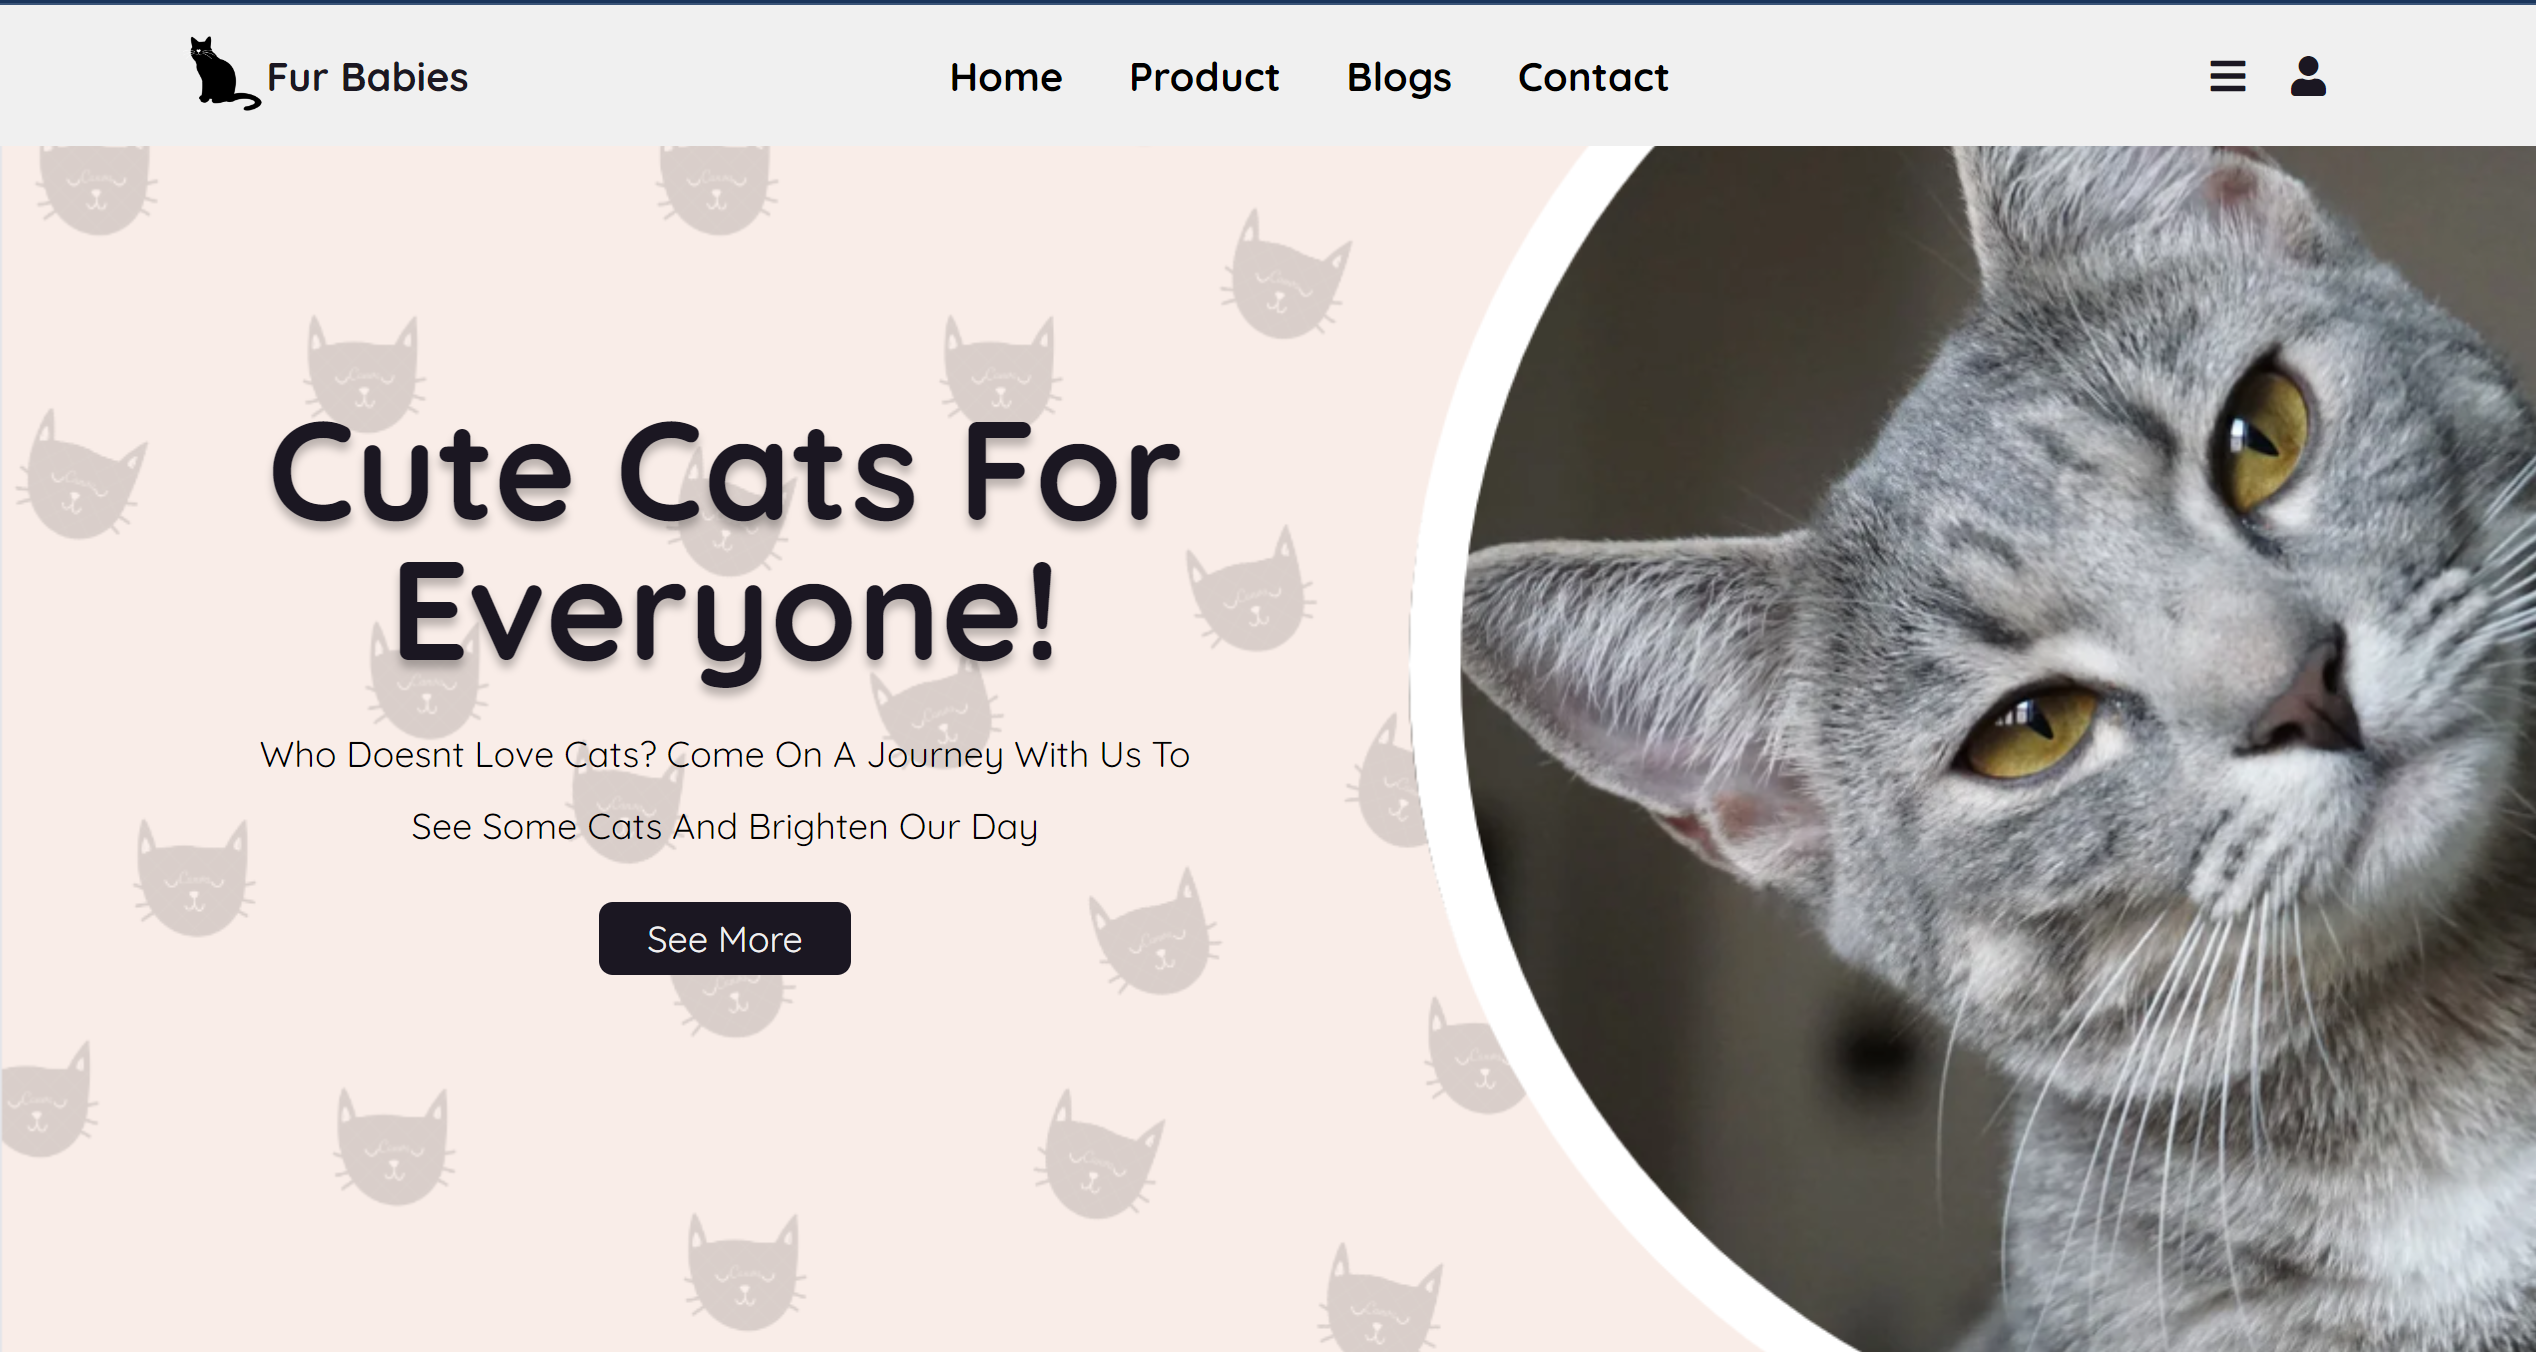 Fur Babies
Home Product Blogs Contact
Cute Cats For
Everyone!
Who Doesnt Love Cats? Come On A Journey With Us To
See Some Cats And Brighten Our Day
See More